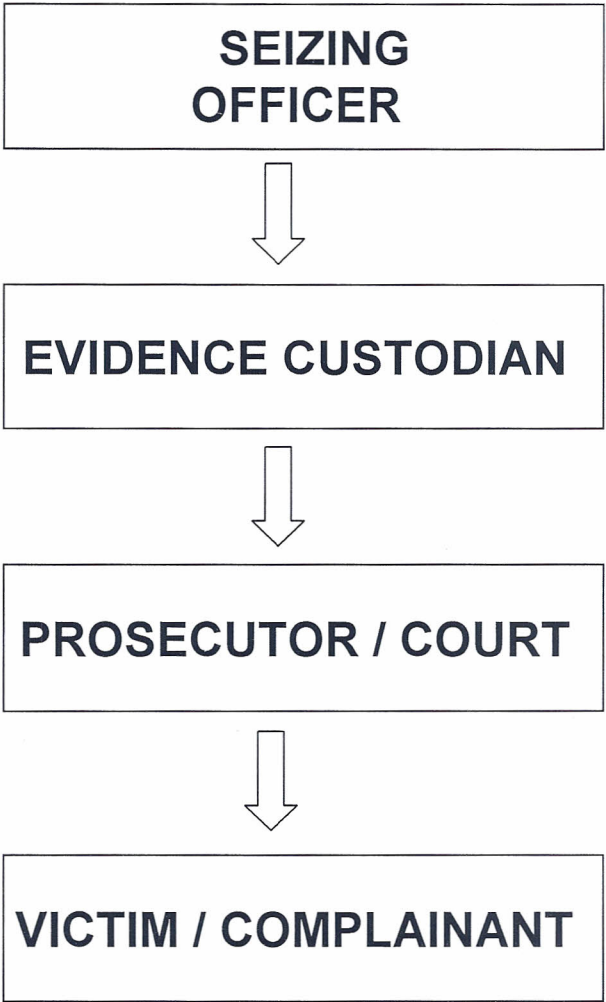 SEIZING
OFFICER
EVIDENCE CUSTODIAN
PROSECUTOR / COURT
VICTIM / COMPLAINANT